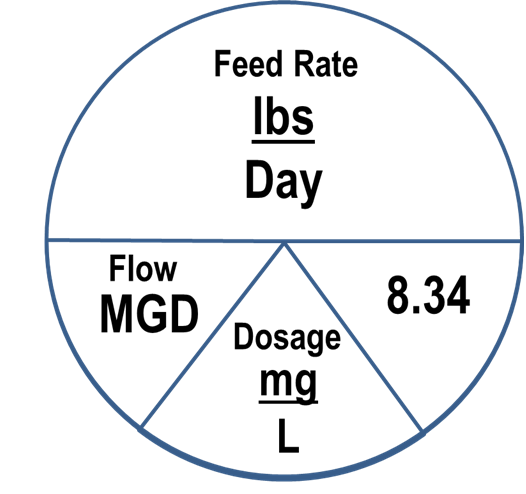 Feed Rate
lbs
Day
Flow
MGD
Dosage
mg
L
8.34